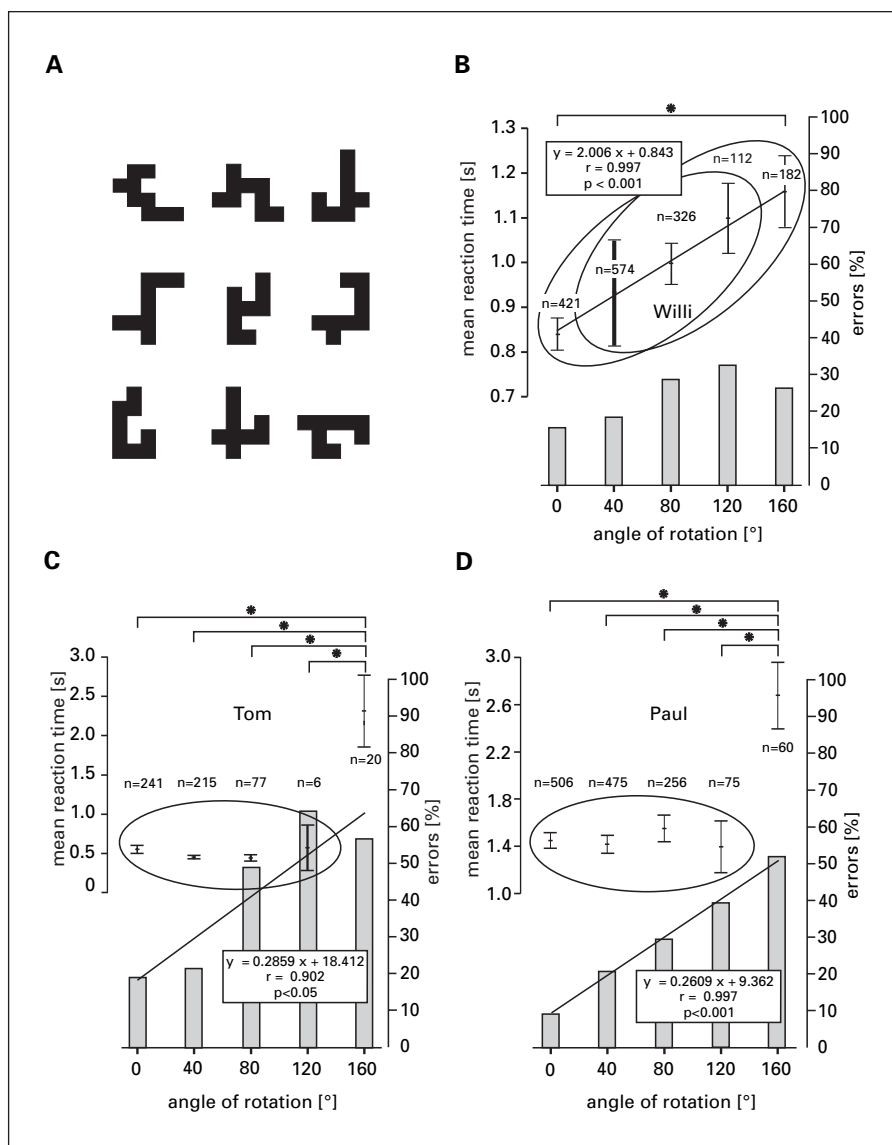 A
B
✷
1.3
1.2
1.1
1.0
0.9
0.8
0.7
mean reaction time [s]
y = 2.006 x + 0.843
r = 0.997
p < 0.001
n=112
n=182
n=326
n=574
n=421
Willi
100
90
80
70
60
50
40
30
20
10
0
errors [%]
0 40 80 120 160
angle of rotation [°]
C
✷
✷
✷
✷
3.0
2.5
2.0
1.5
1.0
0.5
0
mean reaction time [s]
Tom
n=20
n=241 n=215 n=77 n=6
y = 0.2859 x + 18.412
r = 0.902
p<0.05
100
90
80
70
60
50
40
30
20
10
0
errors [%]
0 40 80 120 160
angle of rotation [°]
D
✷
✷
✷
✷
3.0
2.6
2.2
1.8
1.4
1.0
mean reaction time [s]
Paul
n=60
n=506 n=475 n=256 n=75
y = 0.2609 x + 9.362
r = 0.997
p<0.001
100
90
80
70
60
50
40
30
20
10
0
errors [%]
0 40 80 120 160
angle of rotation [°]